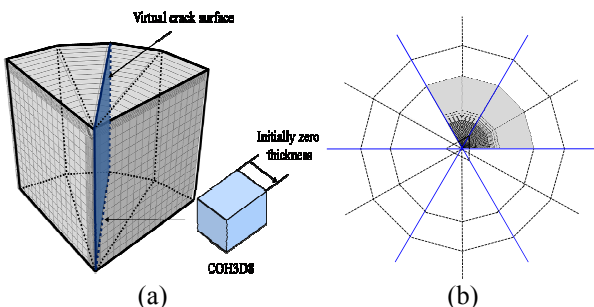 Virtual crack surface
Initially zero
thickness
COH3D8
(a)
(b)